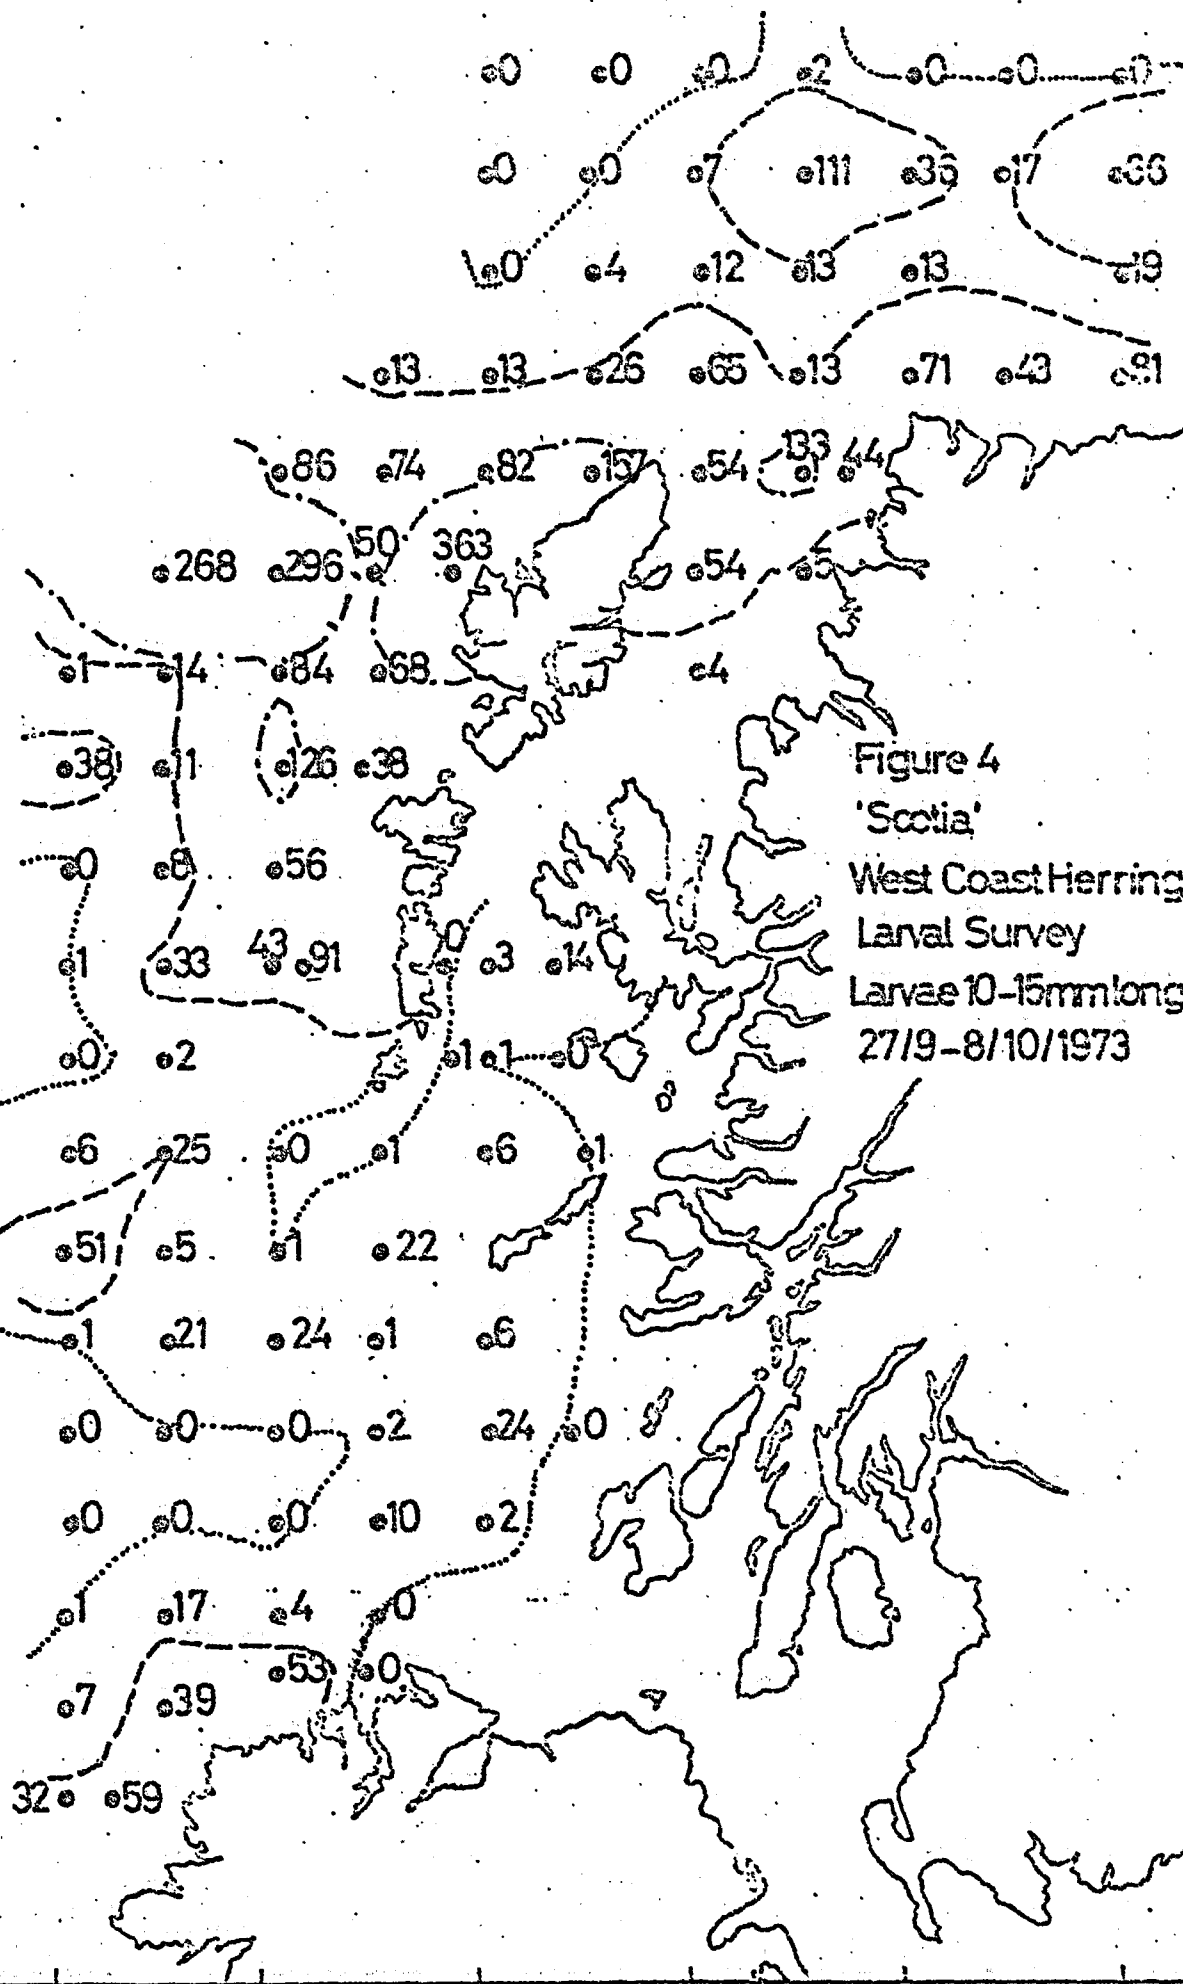 0 0 0 2 0 0 0
0 0 7 111 36 17 66
0 4 12 13 13 19
13 13 26 65 13 71 43 81
86 74 82 157 54 133 44
268 296 50 363 54 5
1 14 84 68 4
38 11 126 38
Figure 4
'Scotia'
0 8 56
West Coast Herring
Larval Survey
1 33 43 91 0 3 14
Larvae 10-15mm long
27/9-8/10/1973
0 2 1 1 0
6 25 0 1 6 1
51 5 1 22
1 21 24 1 6
0 0 0 2 24 0
0 0 0 10 2
1 17 4 0
53 0
7 39
32 59